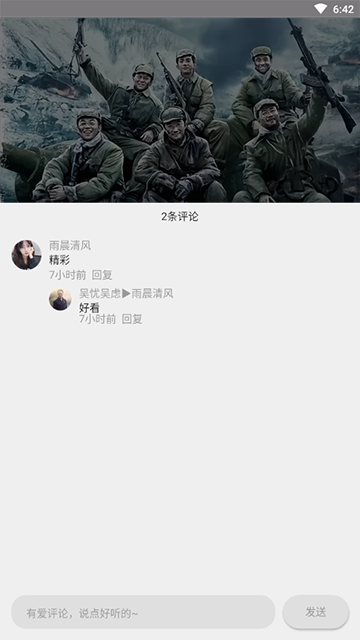 6:42
2条评论
雨晨清风
精彩
7小时前 回复
吴忧吴虑▶雨晨清风
好看
7小时前 回复
有爱评论，说点好听的~
发送